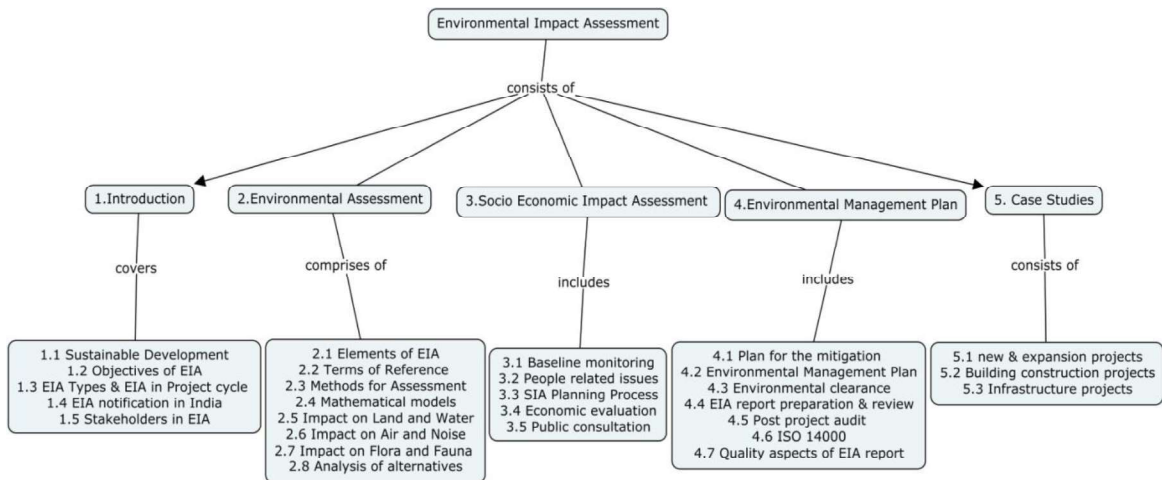 Environmental Impact Assessment
consists of
1.Introduction
2.Environmental Assessment
3.Socio Economic Impact Assessment
4.Environmental Management Plan
5. Case Studies
covers
comprises of
includes
includes
consists of
1.1 Sustainable Development
1.2 Objectives of EIA
1.3 EIA Types & EIA in Project cycle
1.4 EIA notification in India
1.5 Stakeholders in EIA
2.1 Elements of EIA
2.2 Terms of Reference
2.3 Methods for Assessment
2.4 Mathematical models
2.5 Impact on Land and Water
2.6 Impact on Air and Noise
2.7 Impact on Flora and Fauna
2.8 Analysis of alternatives
3.1 Baseline monitoring
3.2 People related issues
3.3 SIA Planning Process
3.4 Economic evaluation
3.5 Public consultation
4.1 Plan for the mitigation
4.2 Environmental Management Plan
4.3 Environmental clearance
4.4 EIA report preparation & review
4.5 Post project audit
4.6 ISO 14000
4.7 Quality aspects of EIA report
5.1 new & expansion projects
5.2 Building construction projects
5.3 Infrastructure projects